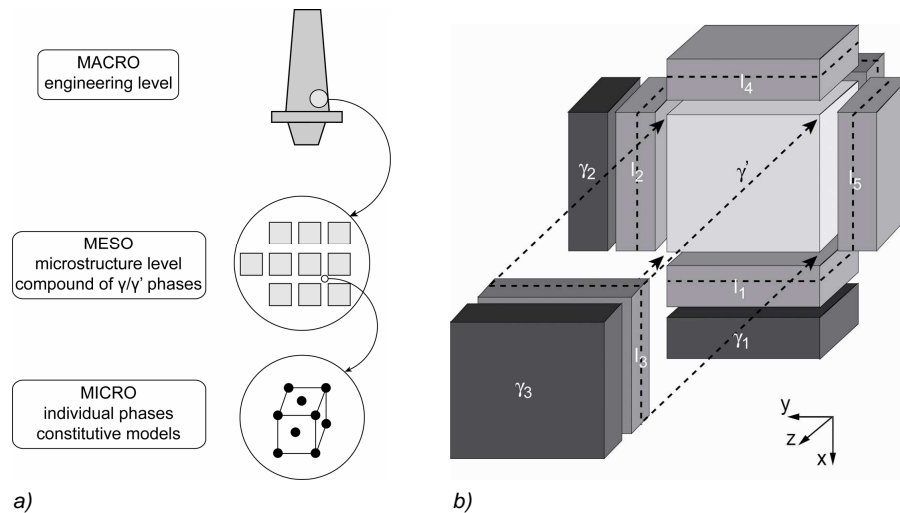 MACRO
engineering level
MESO
microstructure level
compound of γ/γ' phases
MICRO
individual phases
constitutive models
a)
I₄
γ₂
I₂
γ'
I₅
I₁
γ₁
I₃
γ₃
y
z
x
b)